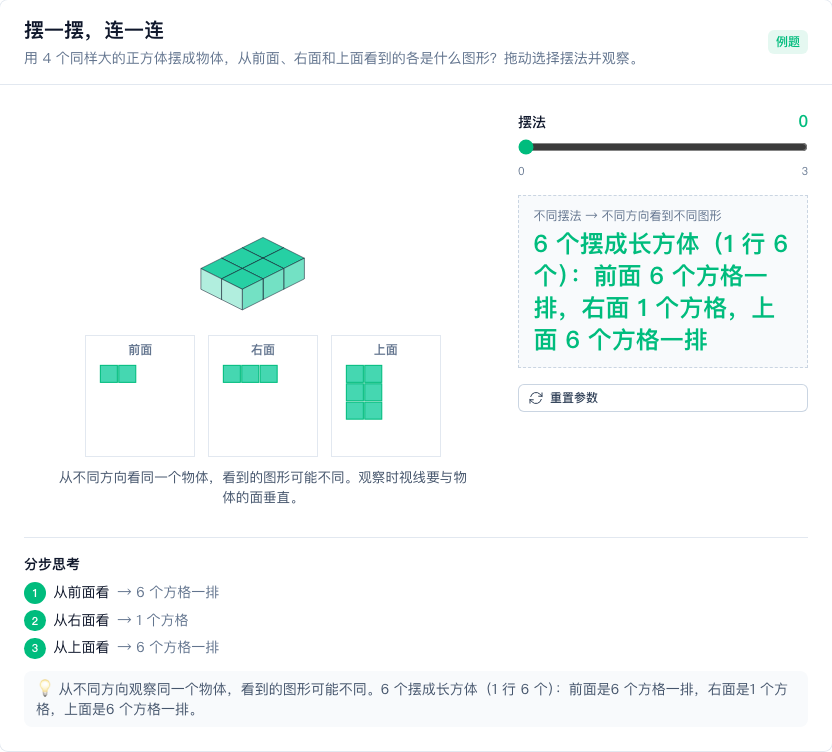 摆一摆，连一连
用 4 个同样大的正方体摆成物体，从前面、右面和上面看到的各是什么图形？拖动选择摆法并观察。
例题
摆法
0
0
3
不同摆法 → 不同方向看到不同图形
6 个摆成长方体（1 行 6
个）：前面 6 个方格一
排，右面 1 个方格，上
面 6 个方格一排
重置参数
前面
右面
上面
从不同方向看同一个物体，看到的图形可能不同。观察时视线要与物
体的面垂直。
分步思考
1 从前面看 → 6 个方格一排
2 从右面看 → 1 个方格
3 从上面看 → 6 个方格一排
💡 从不同方向观察同一个物体，看到的图形可能不同。6 个摆成长方体（1 行 6 个）：前面是6 个方格一排，右面是1 个方
格，上面是6 个方格一排。